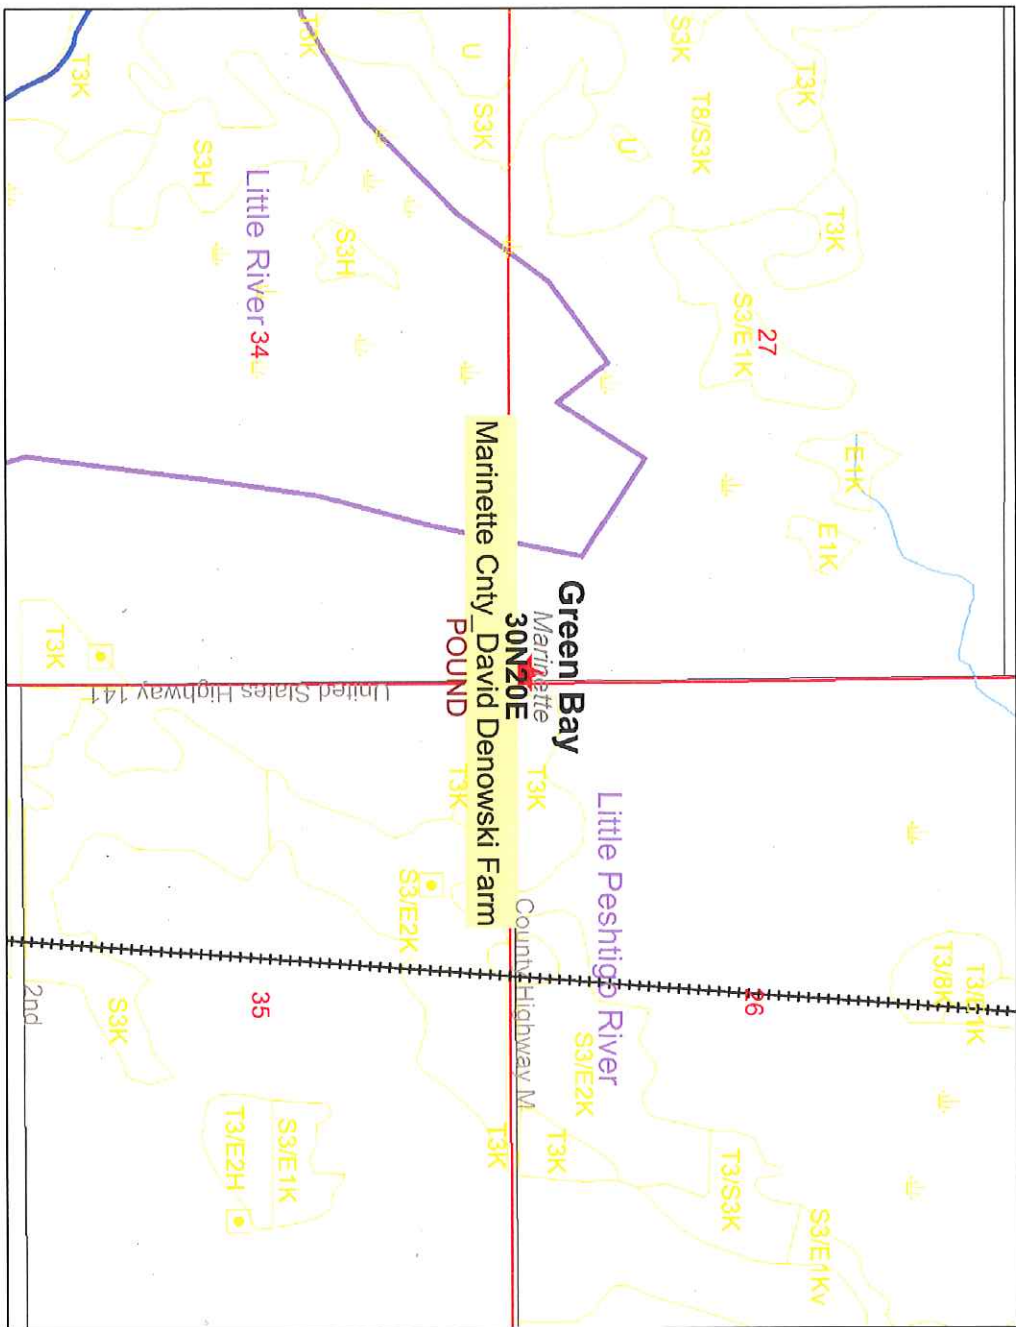 T3/E1K
T3/8K
E1K
T3K
E1K
S3/E1Kv
T3K
27
26
S3/E1K
T3/S3K
T8/S3K
S3K
U
Little Peshtigo River
S3/E2K
Green Bay
T3K
Marinette
T3K
County Highway M
30N20E
T3K
Marinette Cnty_David Denowski Farm
S3K
U
T3K
POUND
S3/E2K
United States Highway 141
S3H
T3K
S3/E1K
Little River
34
35
T3/E2H
S3H
S3K
T3K
T3K
2nd